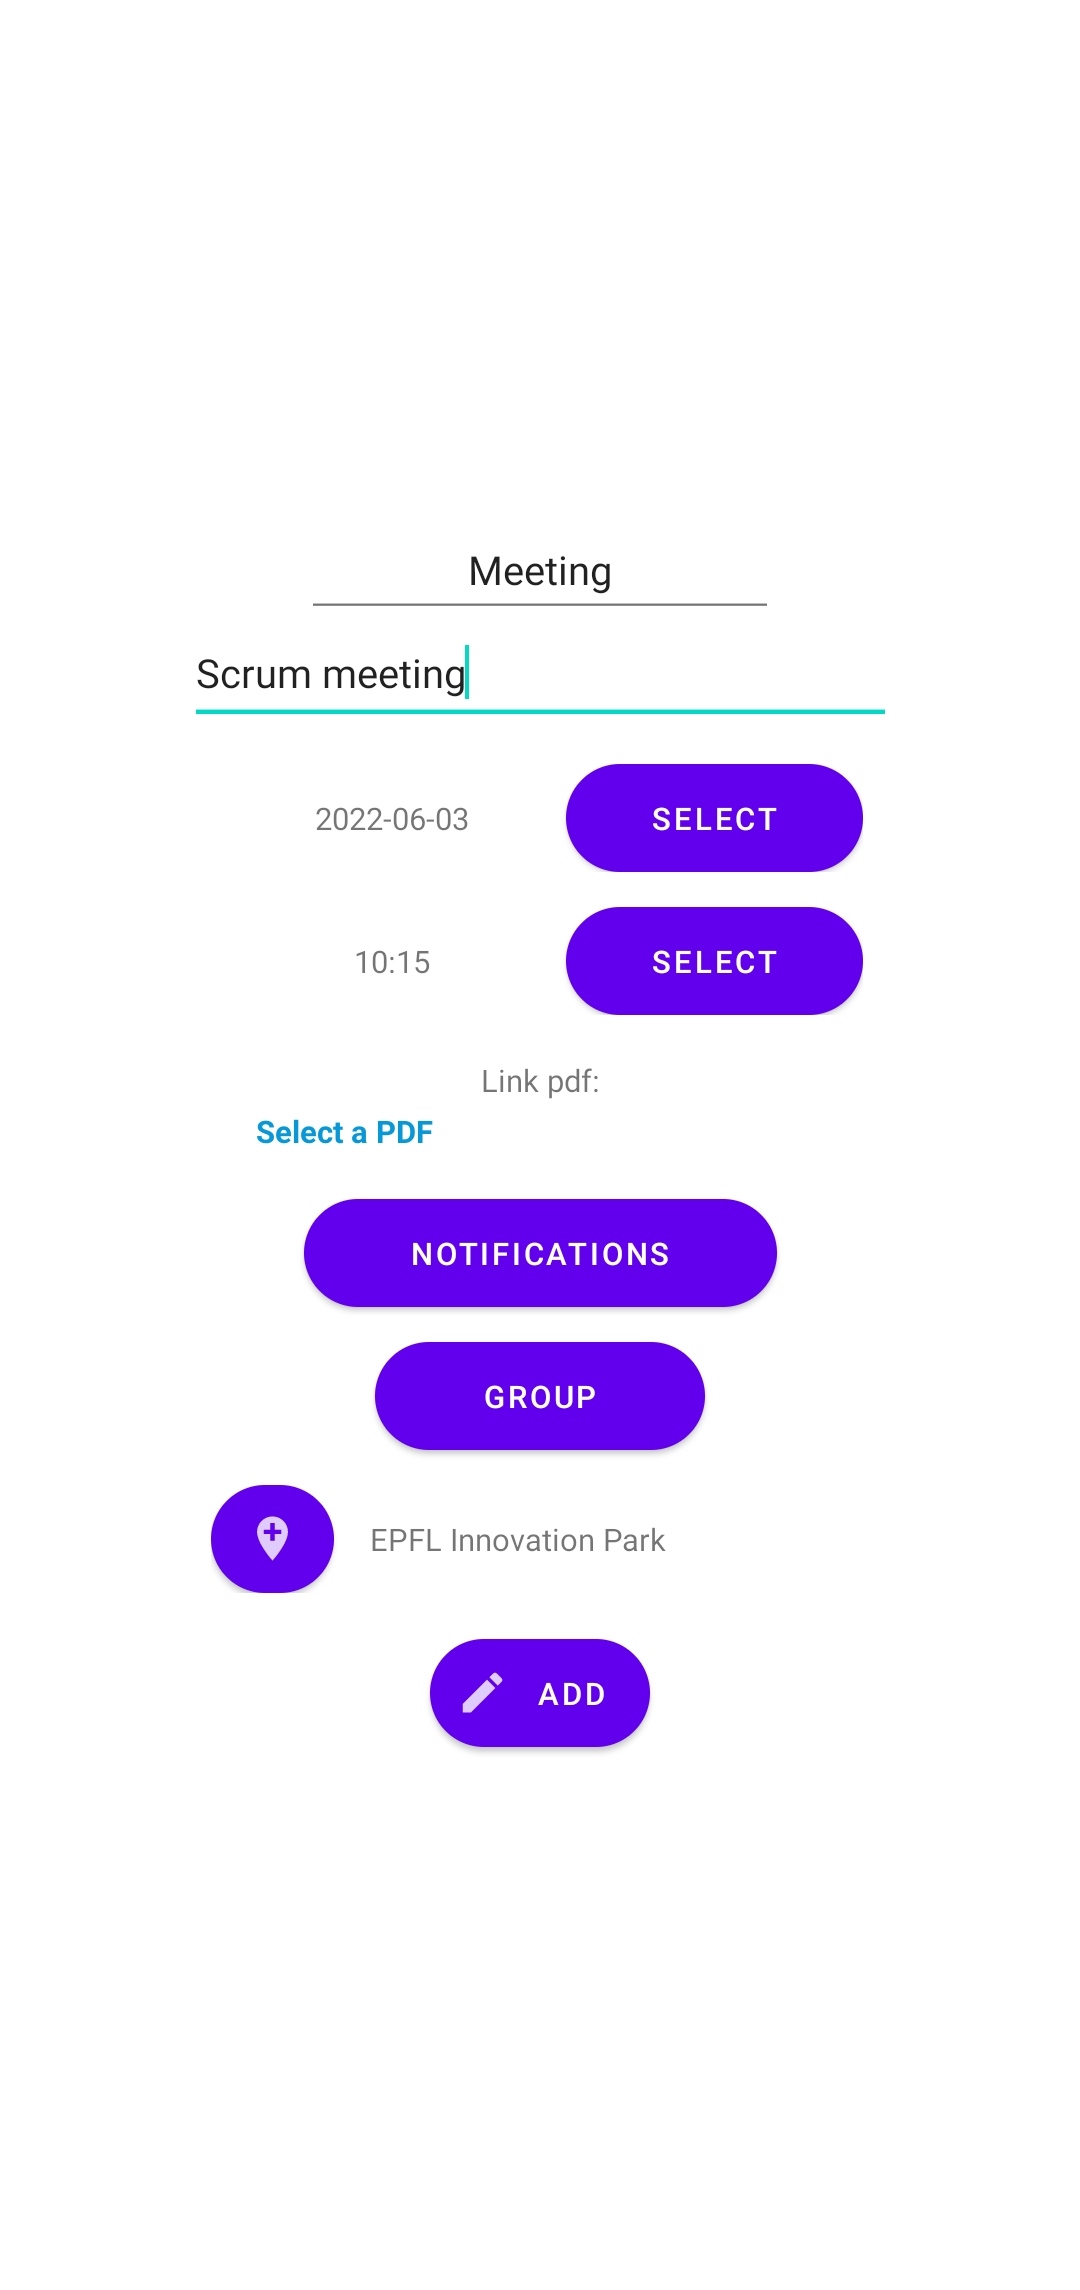 Meeting
Scrum meeting
2022-06-03 SELECT
10:15 SELECT
Link pdf:
Select a PDF
NOTIFICATIONS
GROUP
EPFL Innovation Park
ADD